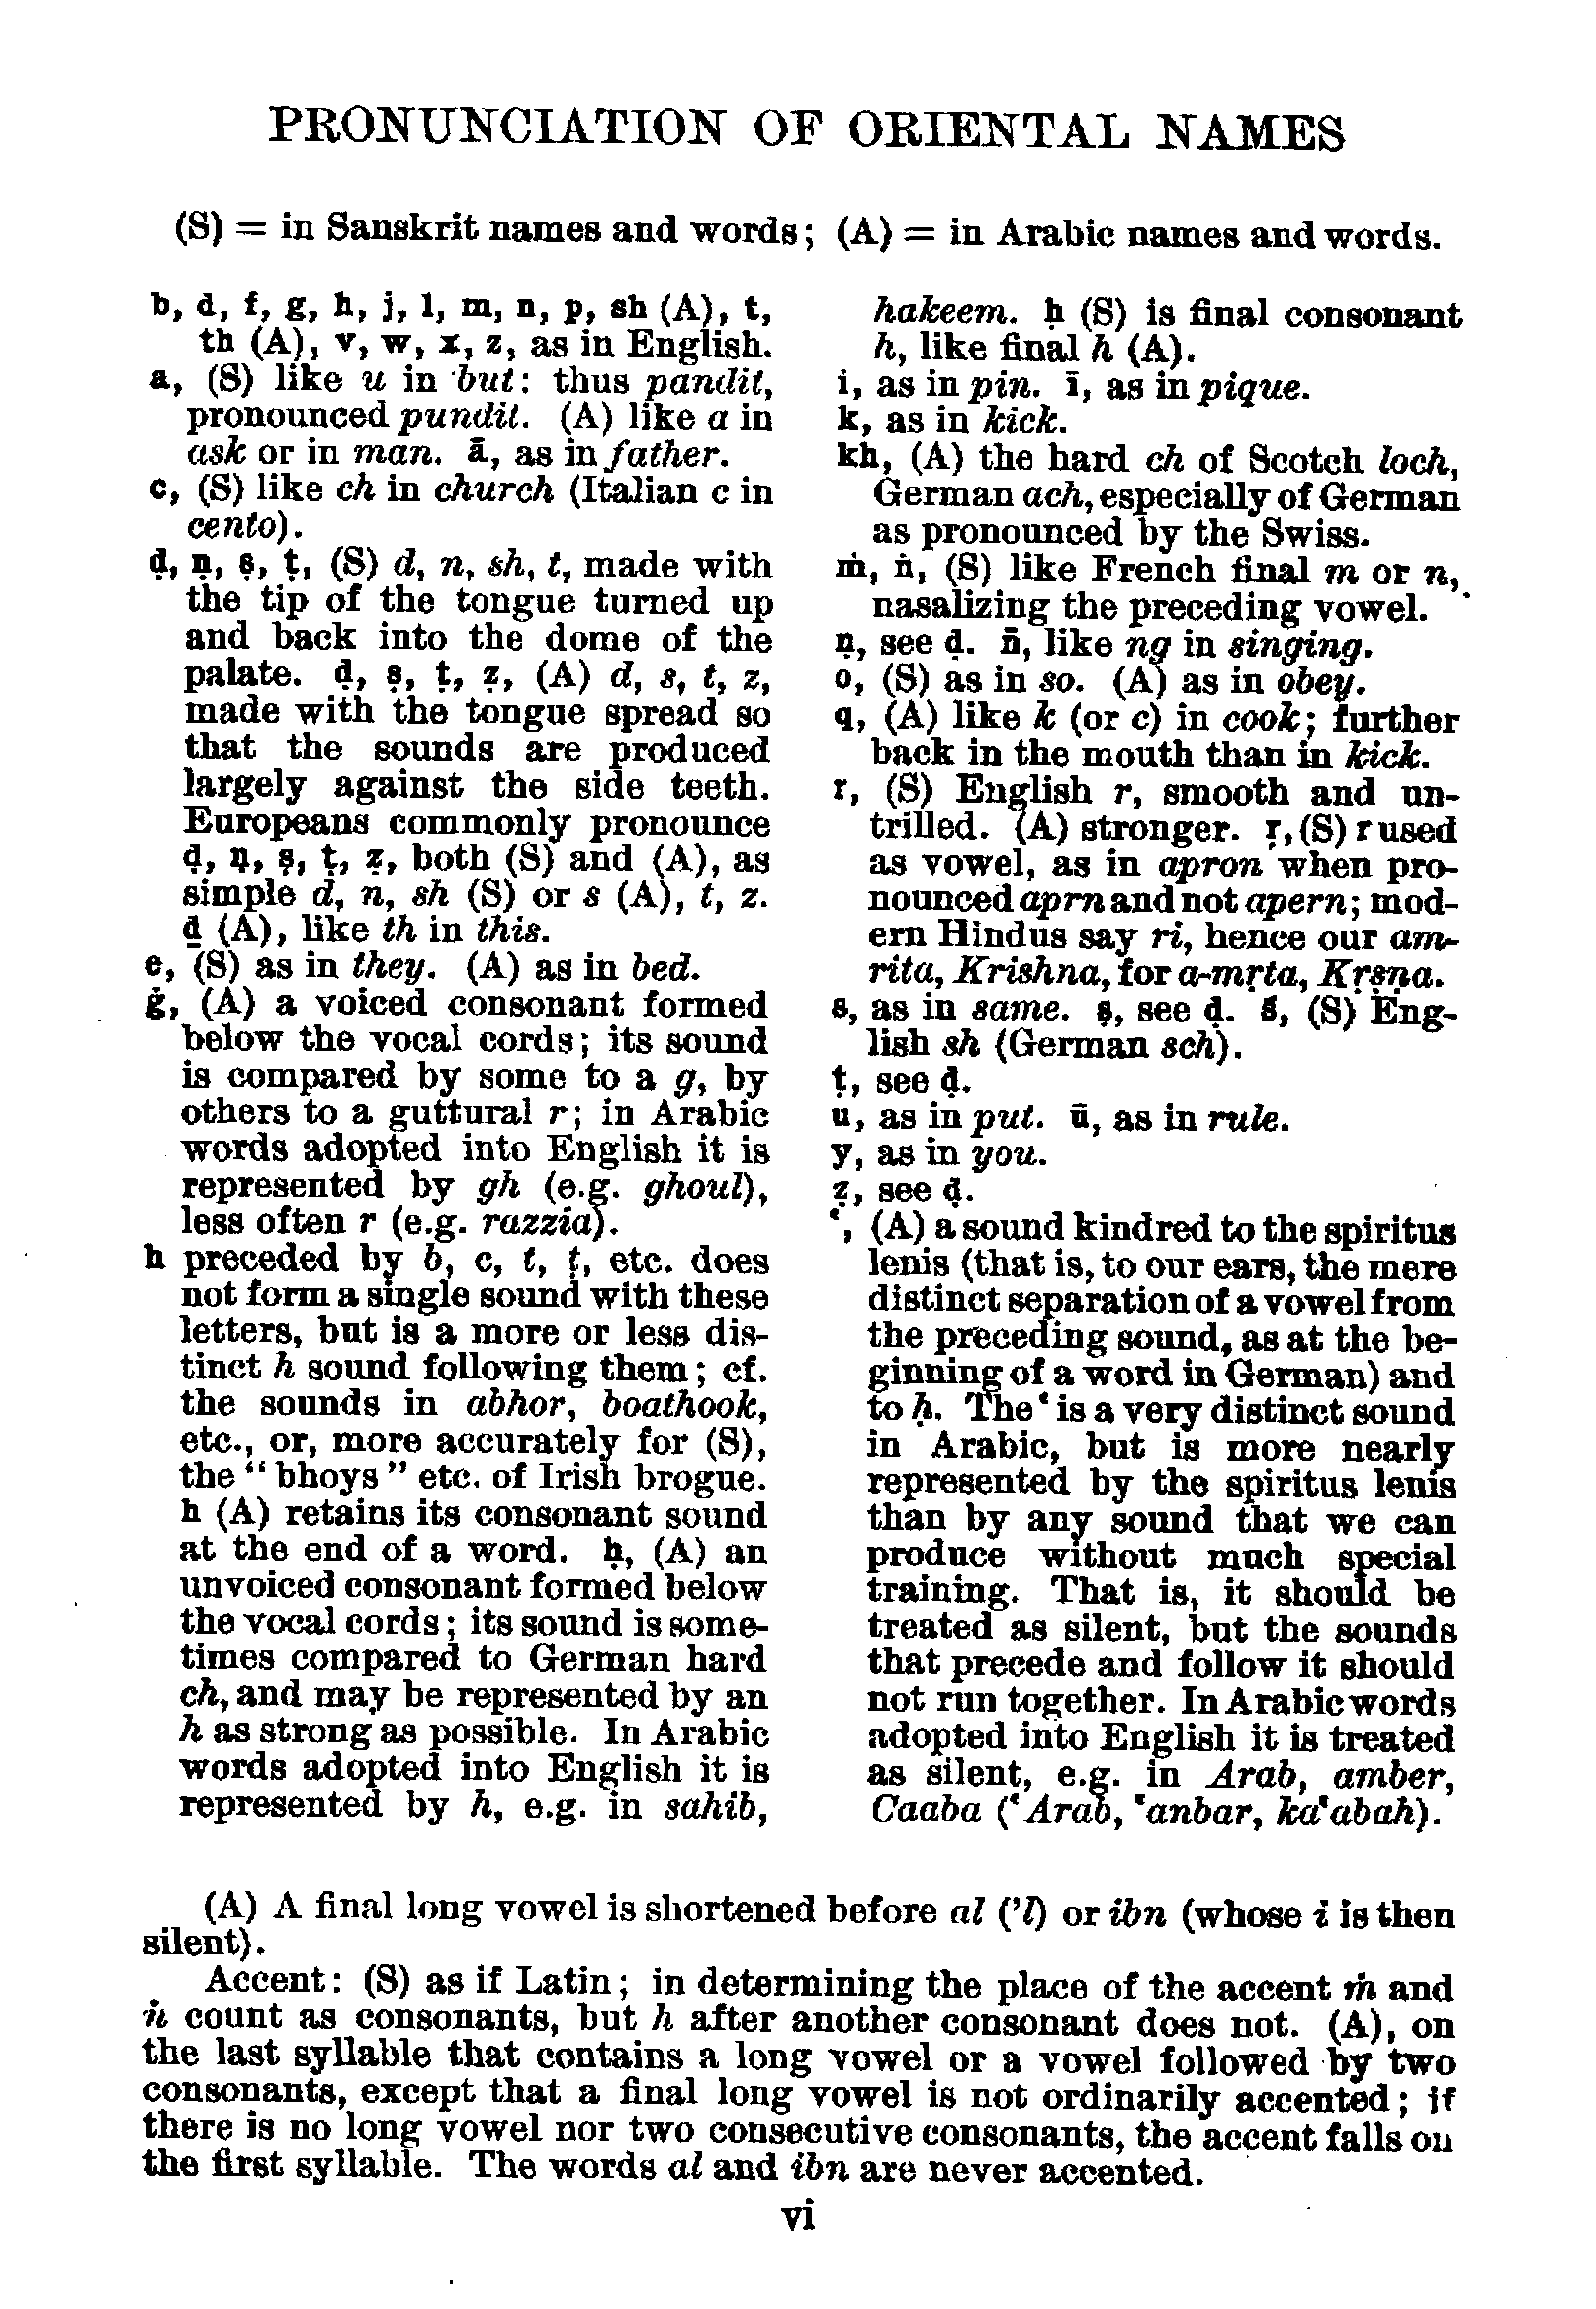 PRONUNCIATION OF ORIENTAL NAMES
(S) = in Sanskrit names and words; (A) = in Arabic names and words.
b, d, f, g, h, j, l, m, n, p, sh (A), t,
th (A), v, w, x, z, as in English.
a, (S) like u in but: thus pandit,
pronounced pundit. (A) like a in
ask or in man. ā, as in father.
c, (S) like ch in church (Italian c in
cento).
ḍ, ṇ, ṣ, ṭ, (S) d, n, sh, t, made with
the tip of the tongue turned up
and back into the dome of the
palate. ḍ, ṣ, ṭ, ẓ, (A) d, s, t, z,
made with the tongue spread so
that the sounds are produced
largely against the side teeth.
Europeans commonly pronounce
ḍ, ṇ, ṣ, ṭ, ẓ, both (S) and (A), as
simple d, n, sh (S) or s (A), t, z.
ḏ (A), like th in this.
e, (S) as in they. (A) as in bed.
ġ, (A) a voiced consonant formed
below the vocal cords; its sound
is compared by some to a g, by
others to a guttural r; in Arabic
words adopted into English it is
represented by gh (e.g. ghoul),
less often r (e.g. razzia).
h preceded by b, c, t, ṭ, etc. does
not form a single sound with these
letters, but is a more or less dis-
tinct h sound following them; cf.
the sounds in abhor, boathook,
etc., or, more accurately for (S),
the "bhoys" etc. of Irish brogue.
h (A) retains its consonant sound
at the end of a word. ḥ, (A) an
unvoiced consonant formed below
the vocal cords; its sound is some-
times compared to German hard
ch, and may be represented by an
h as strong as possible. In Arabic
words adopted into English it is
represented by h, e.g. in sahib,
hakeem. ḥ (S) is final consonant
h, like final h (A).
i, as in pin. ī, as in pique.
k, as in kick.
kh, (A) the hard ch of Scotch loch,
German ach, especially of German
as pronounced by the Swiss.
ṁ, ṅ, (S) like French final m or n,
nasalizing the preceding vowel.
ṇ, see ḍ. n̄, like ng in singing.
o, (S) as in so. (A) as in obey.
q, (A) like k (or c) in cook; further
back in the mouth than in kick.
r, (S) English r, smooth and un-
trilled. (A) stronger. ṛ, (S) r used
as vowel, as in apron when pro-
nounced aprn and not apern; mod-
ern Hindus say ri, hence our am-
rita, Krishna, for a-mṛta, Kṛṣṇa.
s, as in same. ṣ, see ḍ. ś, (S) Eng-
lish sh (German sch).
ṭ, see ḍ.
u, as in put. ū, as in rule.
y, as in you.
ẓ, see ḍ.
‘, (A) a sound kindred to the spiritus
lenis (that is, to our ears, the mere
distinct separation of a vowel from
the preceding sound, as at the be-
ginning of a word in German) and
to ḥ. The ‘ is a very distinct sound
in Arabic, but is more nearly
represented by the spiritus lenis
than by any sound that we can
produce without much special
training. That is, it should be
treated as silent, but the sounds
that precede and follow it should
not run together. In Arabic words
adopted into English it is treated
as silent, e.g. in Arab, amber,
Caaba (‘Arab, ‘anbar, ka‘abah).
(A) A final long vowel is shortened before al (’l) or ibn (whose i is then
silent).
Accent: (S) as if Latin; in determining the place of the accent ṁ and
ṅ count as consonants, but h after another consonant does not. (A), on
the last syllable that contains a long vowel or a vowel followed by two
consonants, except that a final long vowel is not ordinarily accented; if
there is no long vowel nor two consecutive consonants, the accent falls on
the first syllable. The words al and ibn are never accented.
vi